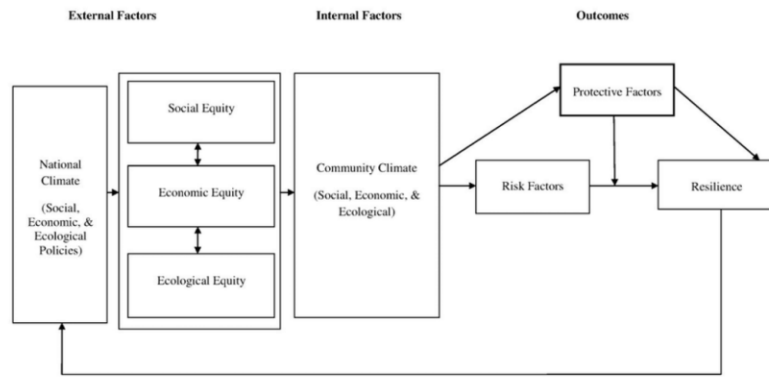 External Factors
Internal Factors
Outcomes
National
Climate
(Social,
Economic, &
Ecological
Policies)
Social Equity
Economic Equity
Ecological Equity
Community Climate
(Social, Economic, &
Ecological)
Protective Factors
Risk Factors
Resilience